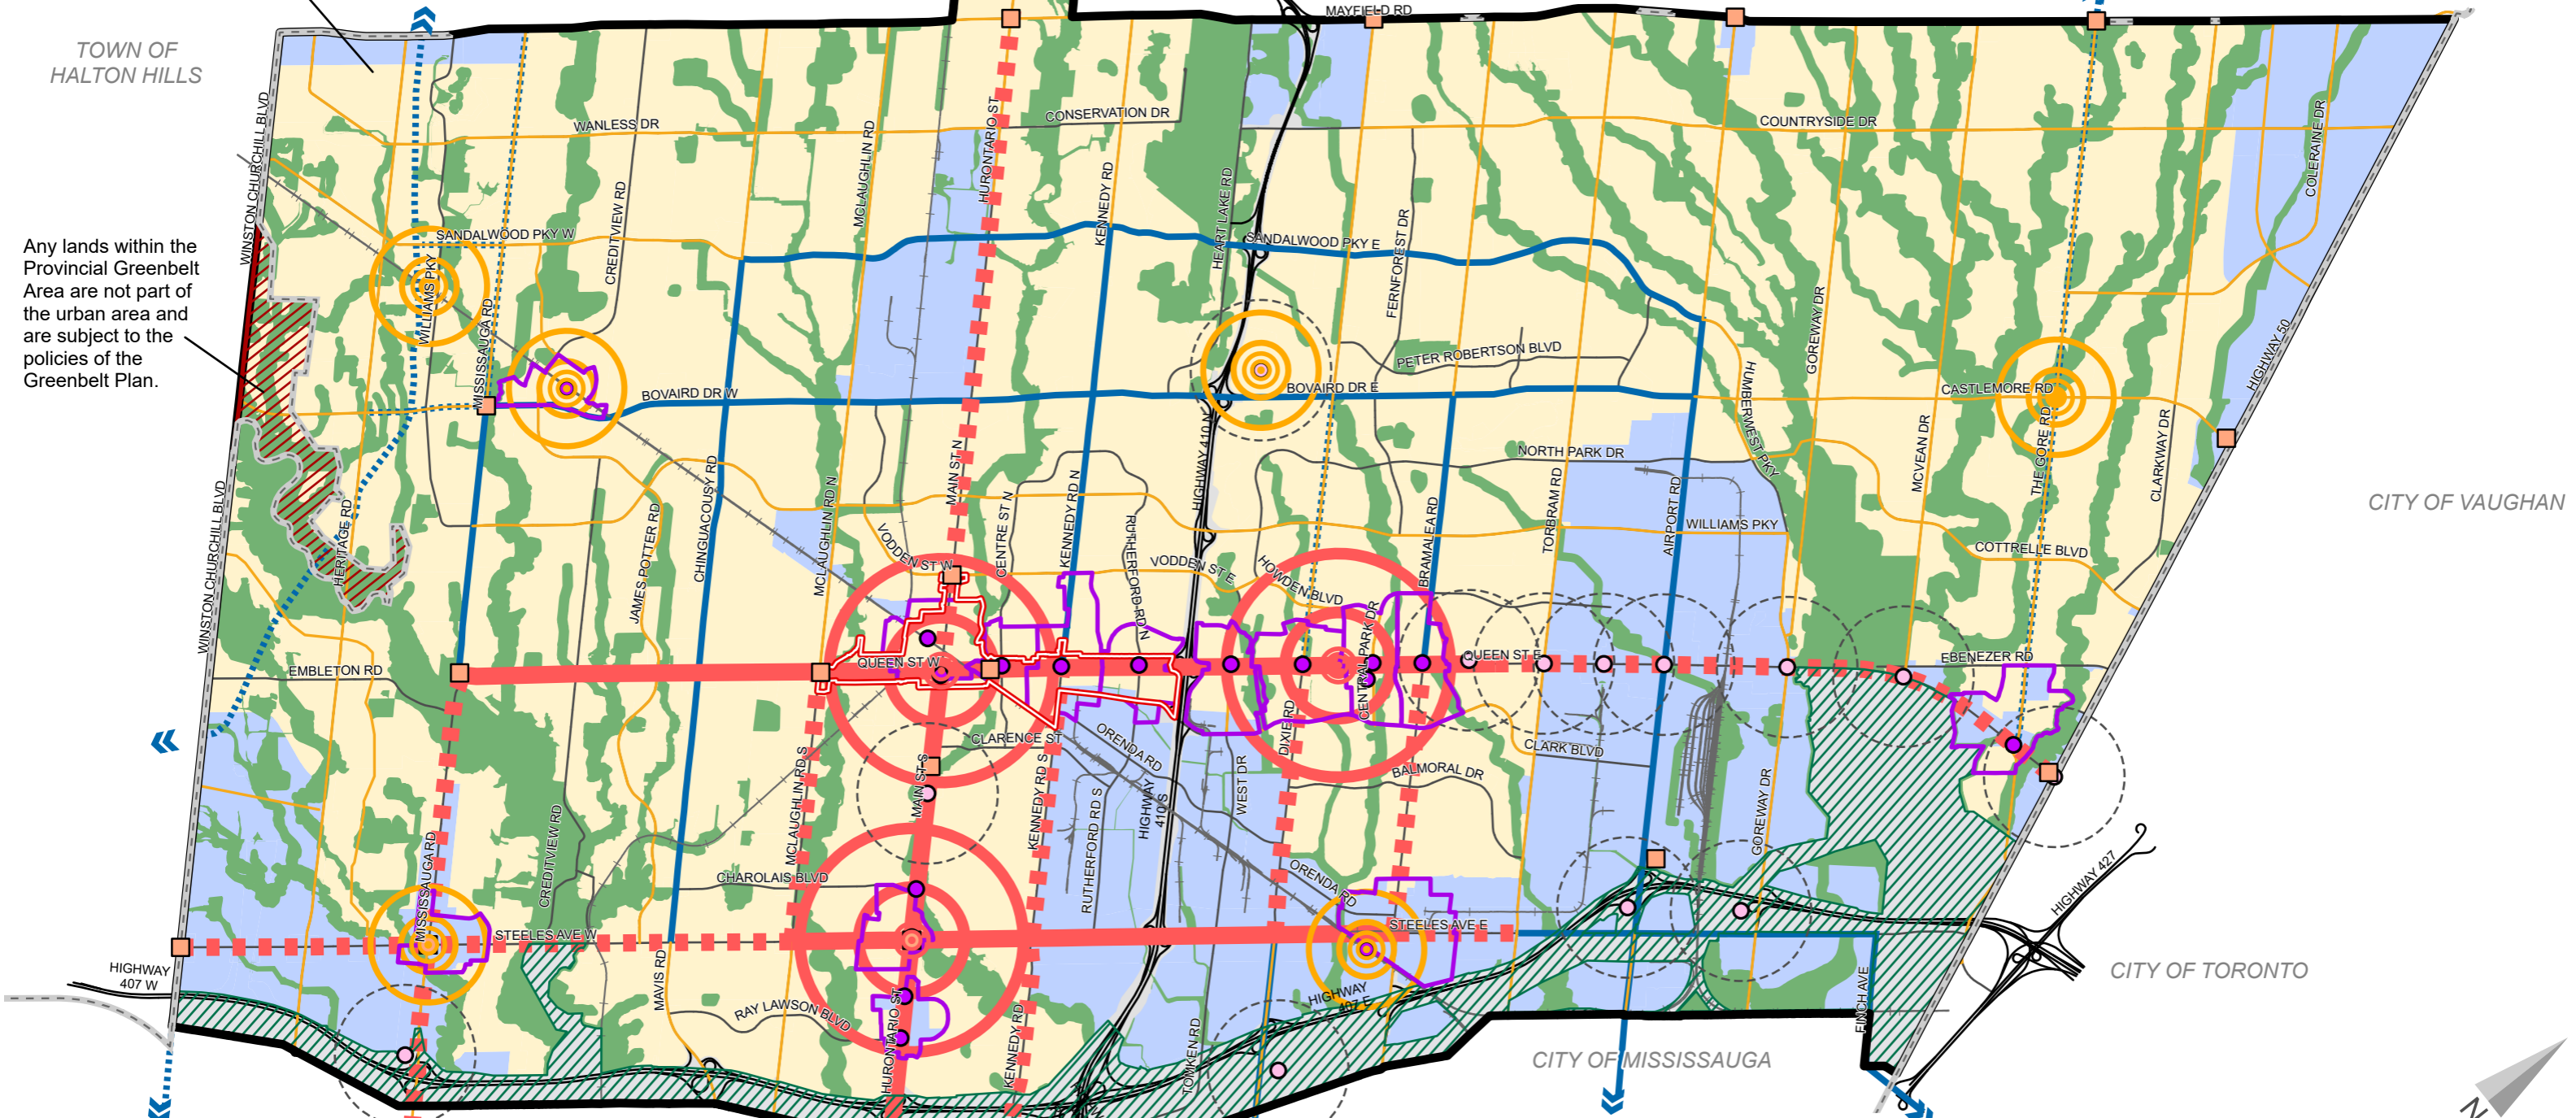 MAYFIELD RD
TOWN OF
HALTON HILLS
WINSTON CHURCHILL BLVD
WANLESS DR
CONSERVATION DR
COUNTRYSIDE DR
MCLAUGHLIN RD
HURONTARIO ST
COLERAINE DR
CREDITVIEW RD
KENNEDY RD
HEART LAKE RD
FERNFOREST DR
Any lands within the
Provincial Greenbelt
Area are not part of
the urban area and
are subject to the
policies of the
Greenbelt Plan.
SANDALWOOD PKY W
SANDALWOOD PKY E
WILLIAMS PKY
MISSISSAUGA RD
GOREWAY DR
HIGHWAY 50
PETER ROBERTSON BLVD
BOVAIRD DR W
BOVAIRD DR E
HUMBERWEST PKY
CASTLEMORE RD
THE GORE RD
MCVEAN DR
CLARKWAY DR
NORTH PARK DR
MAIN ST N
HIGHWAY 410 N
CHINGUACOUSY RD
MCLAUGHLIN RD N
CENTRE ST N
KENNEDY RD N
RUTHERFORD RD N
BRAMALEA RD
TORBRAM RD
AIRPORT RD
WILLIAMS PKY
CITY OF VAUGHAN
WINSTON CHURCHILL BLVD
HERITAGE RD
JAMES POTTER RD
VODDEN ST W
VODDEN ST E
HOWDEN BLVD
COTTRELLE BLVD
EMBLETON RD
QUEEN ST W
CENTRAL PARK DR
QUEEN ST E
EBENEZER RD
CLARENCE ST
ORENDA RD
DIXIE RD
CLARK BLVD
BALMORAL DR
MCLAUGHLIN RD S
MAIN ST S
KENNEDY RD S
RUTHERFORD RD S
HIGHWAY
410 S
WEST DR
GOREWAY DR
MISSISSAUGA RD
CREDITVIEW RD
CHAROLAIS BLVD
ORENDA RD
HIGHWAY 427
STEELES AVE W
STEELES AVE E
HIGHWAY
407 W
MAVIS RD
RAY LAWSON BLVD
HURONTARIO ST
KENNEDY RD
TOMKEN RD
HIGHWAY
407 E
FINCH AVE
CITY OF TORONTO
CITY OF MISSISSAUGA